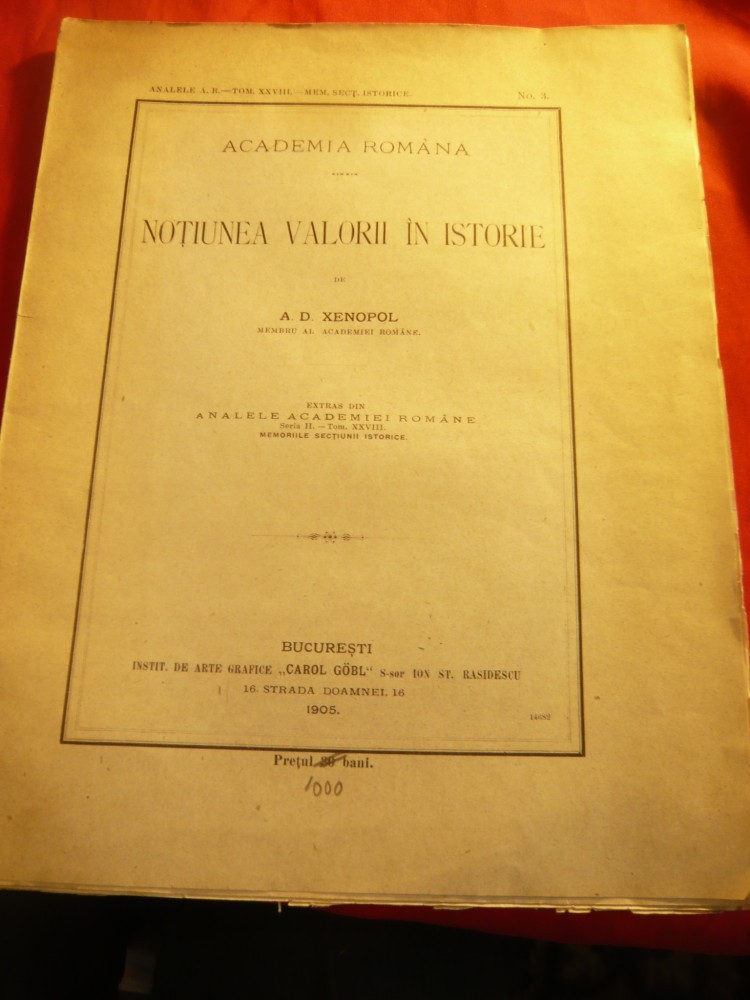 ANALELE A. R.—TOM. XXVIII.—MEM. SECȚ. ISTORICE. No. 3.
ACADEMIA ROMÂNA
NOȚIUNEA VALORII ÎN ISTORIE
DE
A. D. XENOPOL
MEMBRU AL ACADEMIEI ROMÂNE.
EXTRAS DIN
ANALELE ACADEMIEI ROMÂNE
Seria II. — Tom. XXVIII.
MEMORIILE SECȚIUNII ISTORICE.
BUCUREȘTI
INSTIT. DE ARTE GRAFICE „CAROL GÖBL" S-sor ION ST. RASIDESCU
16, STRADA DOAMNEI, 16
1905.
14682
Prețul 30 bani.
1000